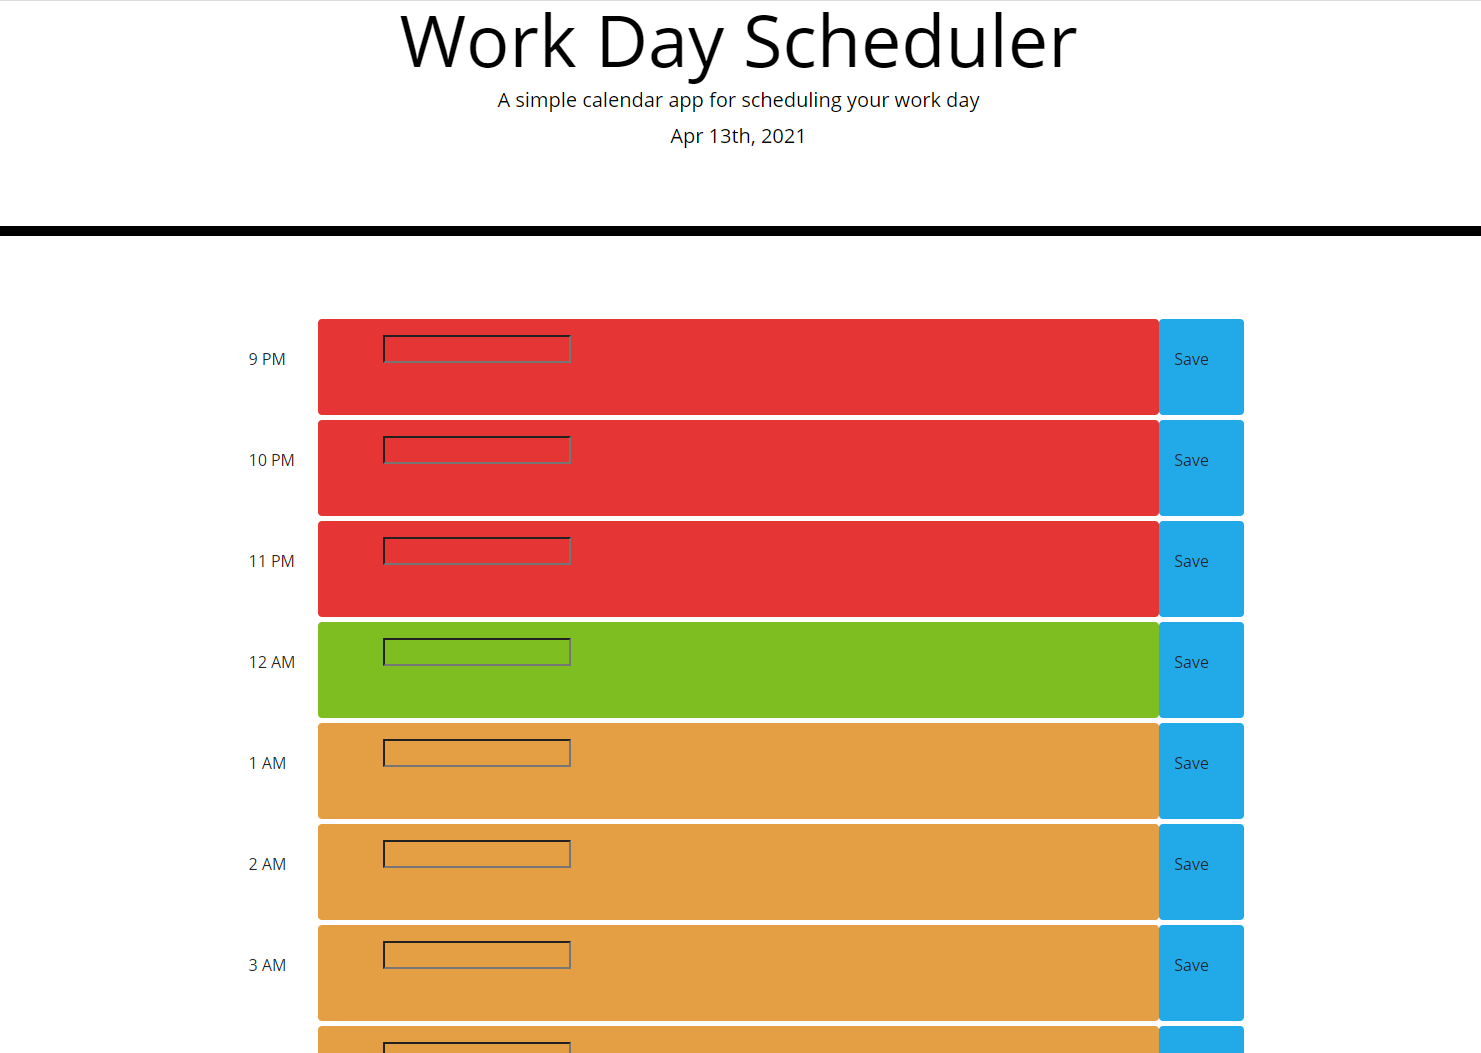 Work Day Scheduler
A simple calendar app for scheduling your work day
Apr 13th, 2021
9 PM Save
10 PM Save
11 PM Save
12 AM Save
1 AM Save
2 AM Save
3 AM Save